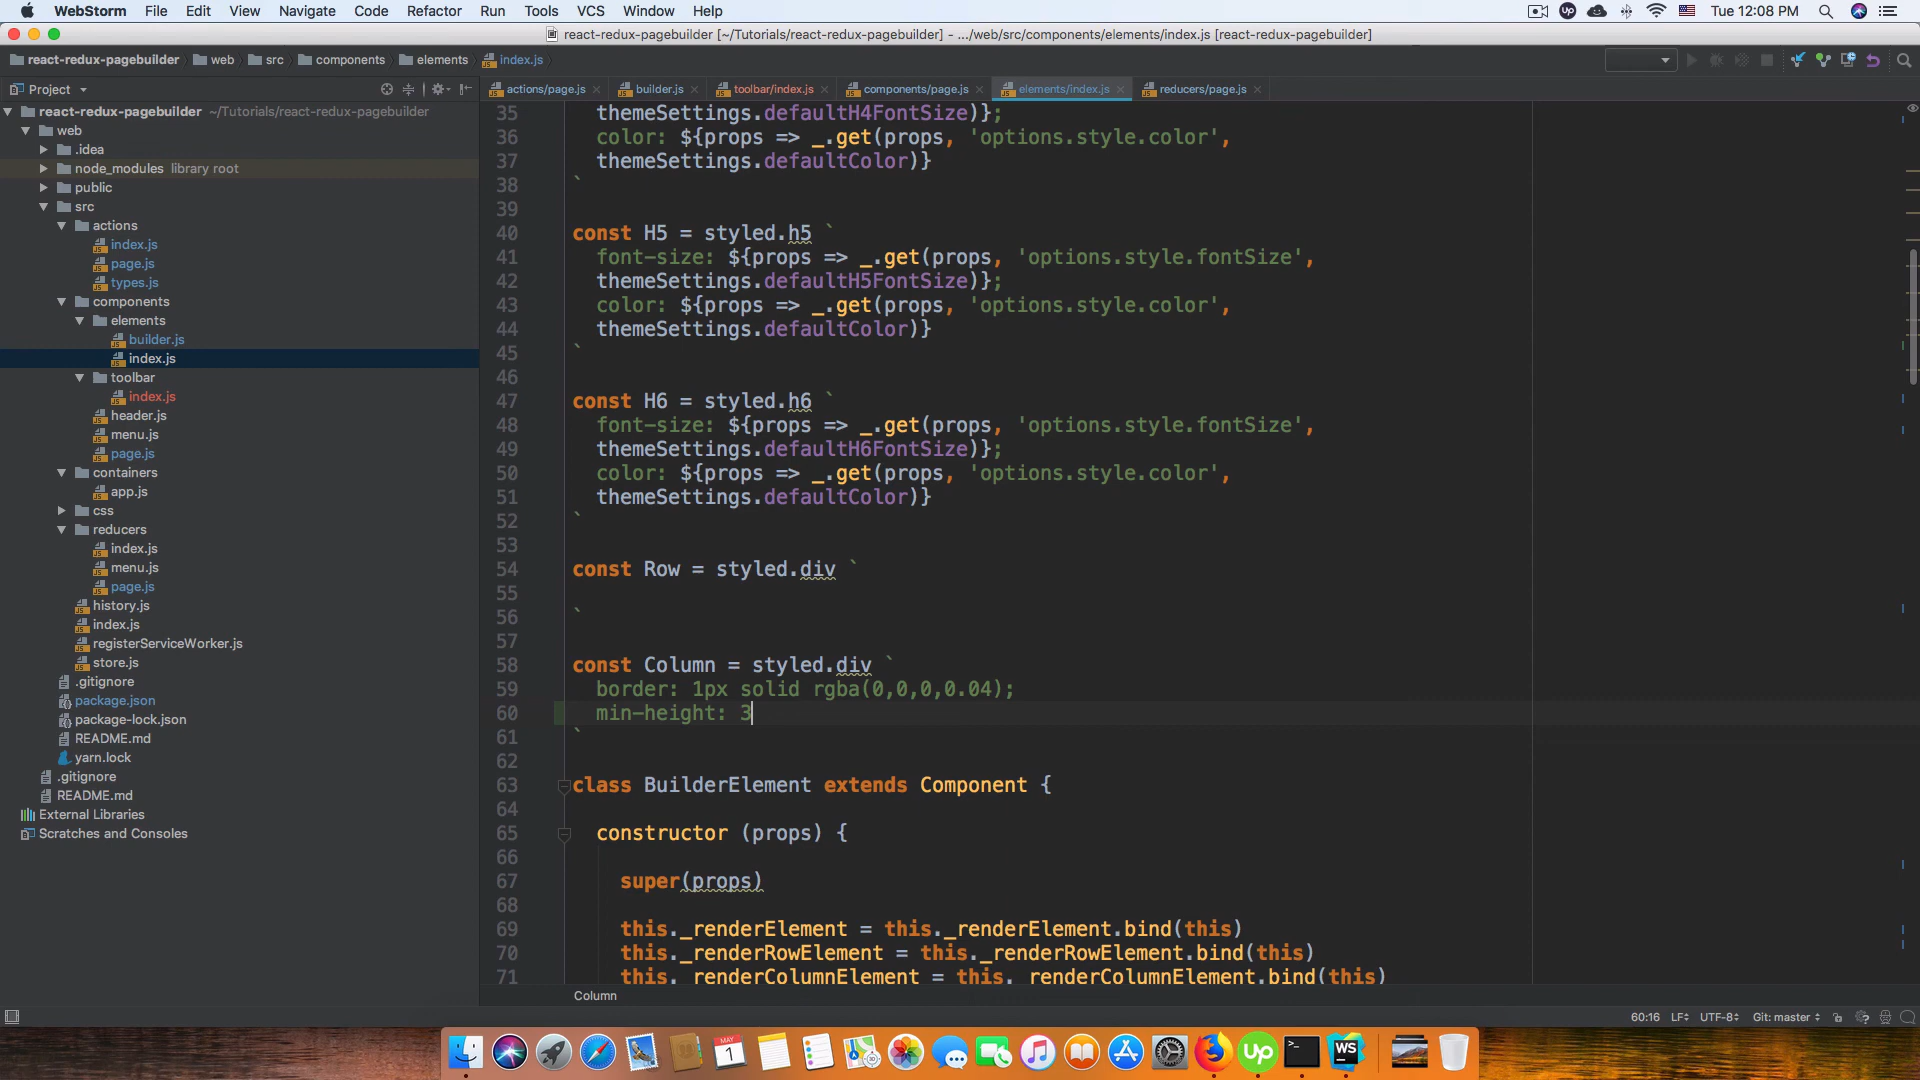 WebStorm File Edit View Navigate Code Refactor Run Tools VCS Window Help Tue 12:08 PM
react-redux-pagebuilder [~/Tutorials/react-redux-pagebuilder] - .../web/src/components/elements/index.js [react-redux-pagebuilder]
react-redux-pagebuilder web src components elements index.js
Project
actions/page.js builder.js toolbar/index.js components/page.js elements/index.js reducers/page.js
react-redux-pagebuilder ~/Tutorials/react-redux-pagebuilder
web
.idea
node_modules library root
public
src
actions
index.js
page.js
types.js
components
elements
builder.js
index.js
toolbar
index.js
header.js
menu.js
page.js
containers
app.js
css
reducers
index.js
menu.js
page.js
history.js
index.js
registerServiceWorker.js
store.js
.gitignore
package.json
package-lock.json
README.md
yarn.lock
.gitignore
README.md
External Libraries
Scratches and Consoles
35 themeSettings.defaultH4FontSize)};
36 color: ${props => _.get(props, 'options.style.color',
37 themeSettings.defaultColor)}
38 `
39
40 const H5 = styled.h5 `
41 font-size: ${props => _.get(props, 'options.style.fontSize',
42 themeSettings.defaultH5FontSize)};
43 color: ${props => _.get(props, 'options.style.color',
44 themeSettings.defaultColor)}
45 `
46
47 const H6 = styled.h6 `
48 font-size: ${props => _.get(props, 'options.style.fontSize',
49 themeSettings.defaultH6FontSize)};
50 color: ${props => _.get(props, 'options.style.color',
51 themeSettings.defaultColor)}
52 `
53
54 const Row = styled.div `
55
56 `
57
58 const Column = styled.div `
59 border: 1px solid rgba(0,0,0,0.04);
60 min-height: 3
61 `
62
63 class BuilderElement extends Component {
64
65 constructor (props) {
66
67 super(props)
68
69 this._renderElement = this._renderElement.bind(this)
70 this._renderRowElement = this._renderRowElement.bind(this)
71 this._renderColumnElement = this._renderColumnElement.bind(this)
Column
60:16 LF UTF-8 Git: master
MAY
1
Up
>_
WS